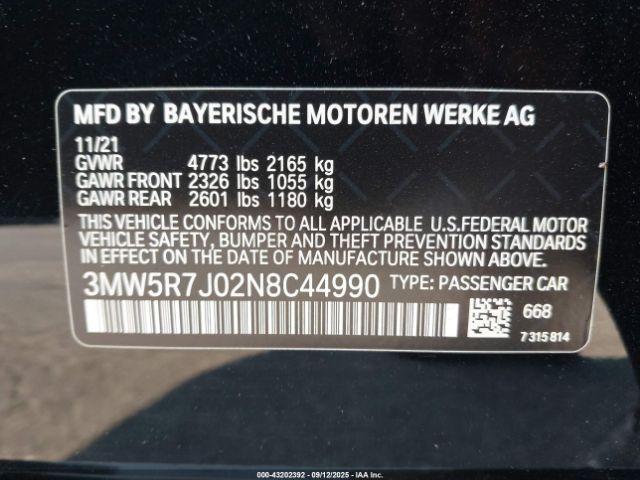 MFD BY BAYERISCHE MOTOREN WERKE AG
11/21
GVWR 4773 lbs 2165 kg
GAWR FRONT 2326 lbs 1055 kg
GAWR REAR 2601 lbs 1180 kg
THIS VEHICLE CONFORMS TO ALL APPLICABLE U.S.FEDERAL MOTOR
VEHICLE SAFETY, BUMPER AND THEFT PREVENTION STANDARDS
IN EFFECT ON THE DATE OF MANUFACTURE SHOWN ABOVE.
3MW5R7J02N8C44990 TYPE: PASSENGER CAR
668
7315814
000-43202392 - 09/12/2025 - IAA Inc.